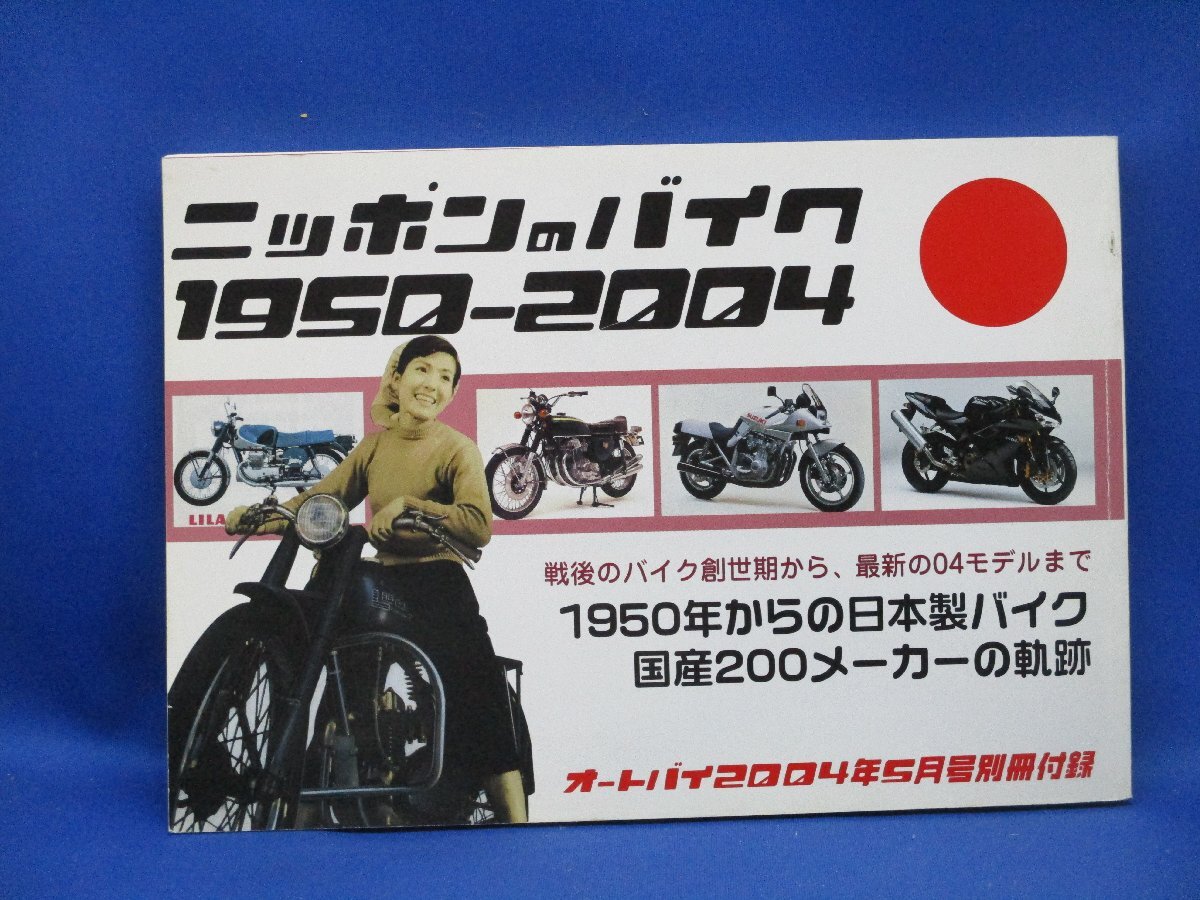 ニッポンのバイク
1950-2004
LILA
SUZUKI
戦後のバイク創世期から、最新の04モデルまで
1950年からの日本製バイク
国産200メーカーの軌跡
オートバイ2004年5月号別冊付録